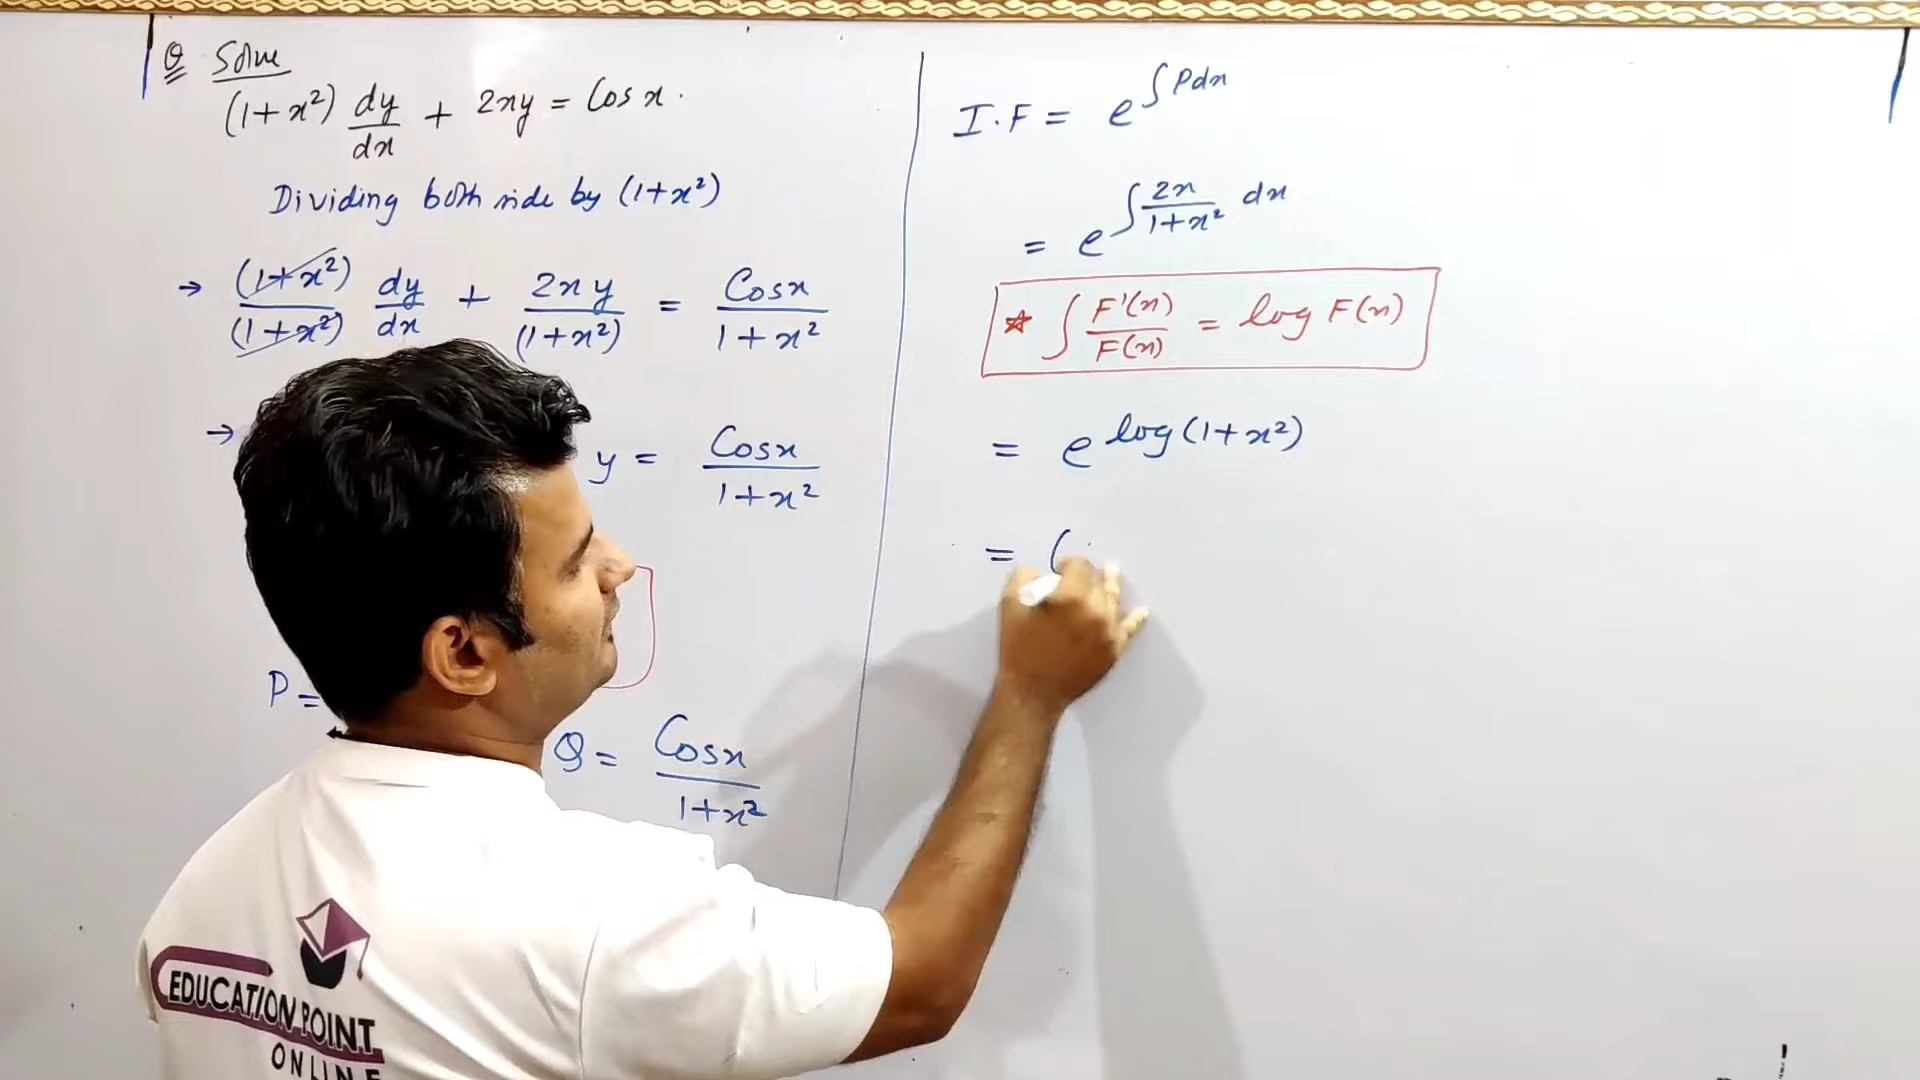 Q Solve
(1+x²) dy/dx + 2xy = Cos x.
Dividing both side by (1+x²)
→ (1+x²)/(1+x²) dy/dx + 2xy/(1+x²) = Cosx/1+x²
→ y = Cosx/1+x²
P =
Q = Cosx/1+x²
I.F = e^∫Pdx
= e^∫2x/1+x² dx
☆ ∫ F'(x)/F(x) = log F(x)
= e^log(1+x²)
= (
EDUCATION POINT
ONLINE